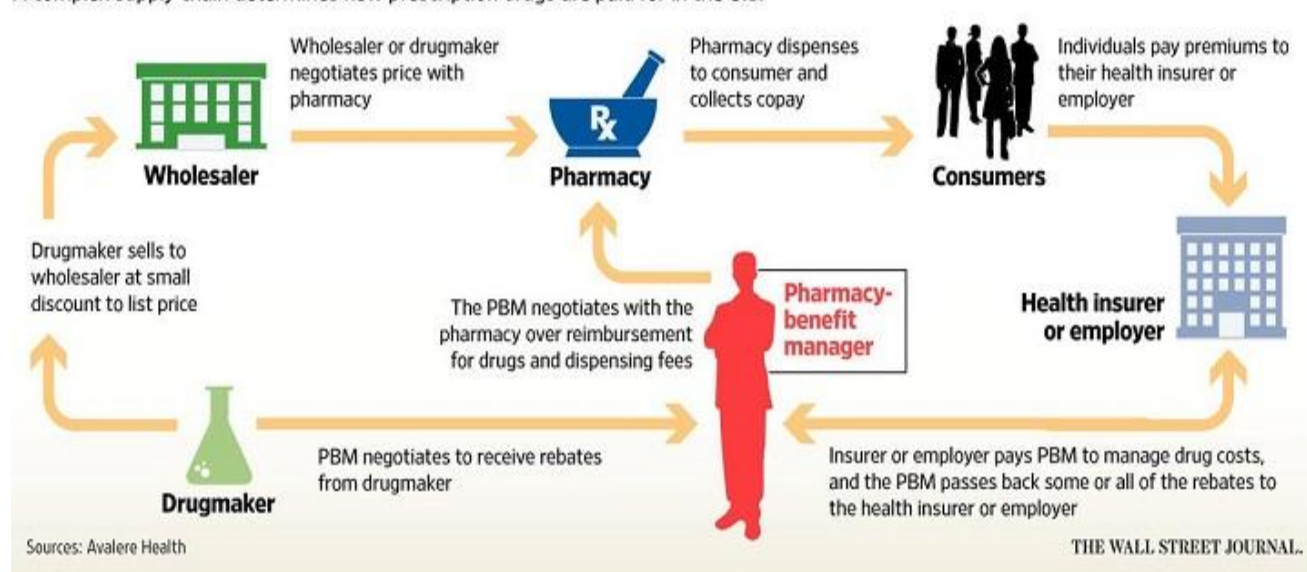 Wholesaler or drugmaker
negotiates price with
pharmacy
Pharmacy dispenses
to consumer and
collects copay
Individuals pay premiums to
their health insurer or
employer
Rx
Wholesaler
Pharmacy
Consumers
Drugmaker sells to
wholesaler at small
discount to list price
The PBM negotiates with the
pharmacy over reimbursement
for drugs and dispensing fees
Pharmacy-
benefit
manager
Health insurer
or employer
PBM negotiates to receive rebates
from drugmaker
Insurer or employer pays PBM to manage drug costs,
and the PBM passes back some or all of the rebates to
the health insurer or employer
Drugmaker
Sources: Avalere Health
THE WALL STREET JOURNAL.